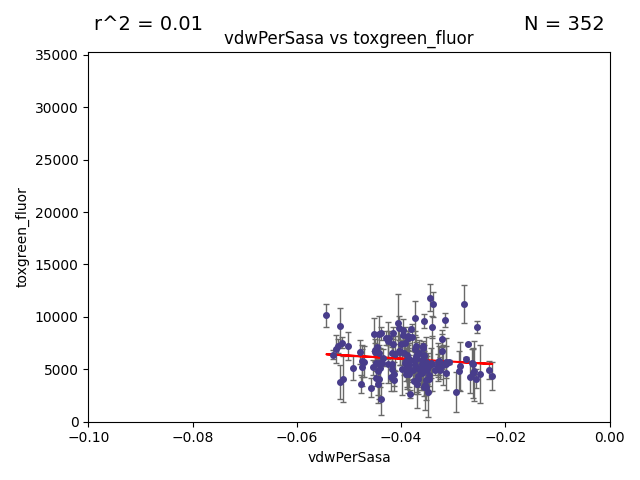 r^2 = 0.01
N = 352
vdwPerSasa vs toxgreen_fluor
35000
30000
25000
20000
15000
10000
5000
0
toxgreen_fluor
−0.10
−0.08
−0.06
−0.04
−0.02
0.00
vdwPerSasa